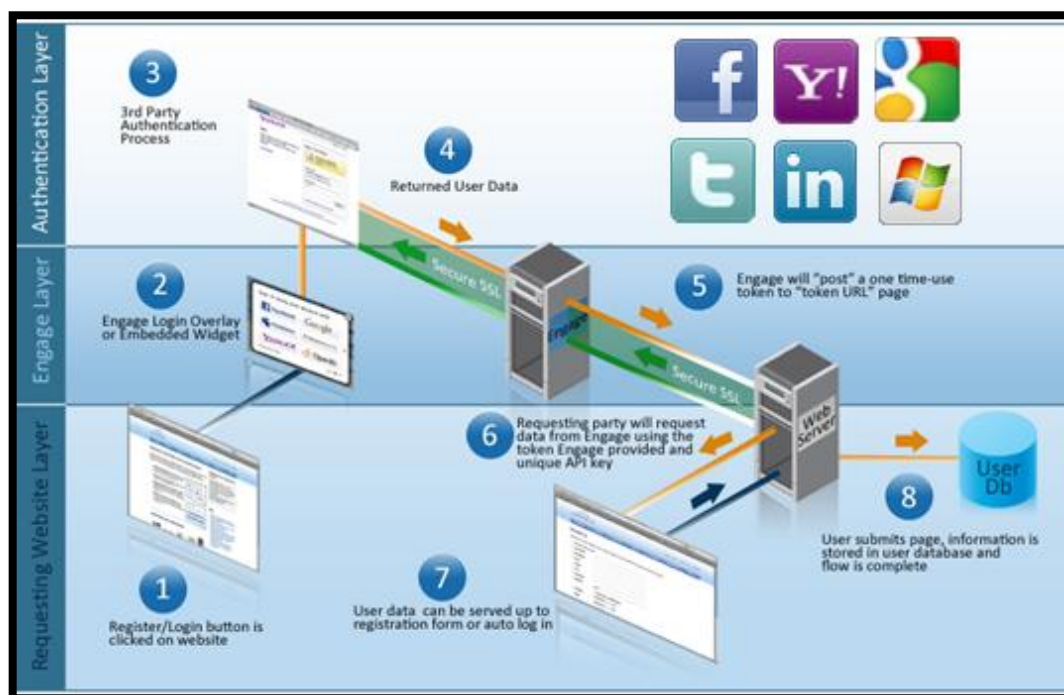 Authentication Layer
3
3rd Party
Authentication
Process
4
Returned User Data
f
Y!
g
t
in
Engage Layer
2
Engage Login Overlay
or Embedded Widget
Secure SSL
Engage
5
Engage will "post" a one time-use
token to "token URL" page
Secure SSL
Requesting Website Layer
1
Register/Login button is
clicked on website
6
Requesting party will request
data from Engage using the
token Engage provided and
unique API key
Web
Server
7
User data can be served up to
registration form or auto log in
User
Db
8
User submits page, information is
stored in user database and
flow is complete